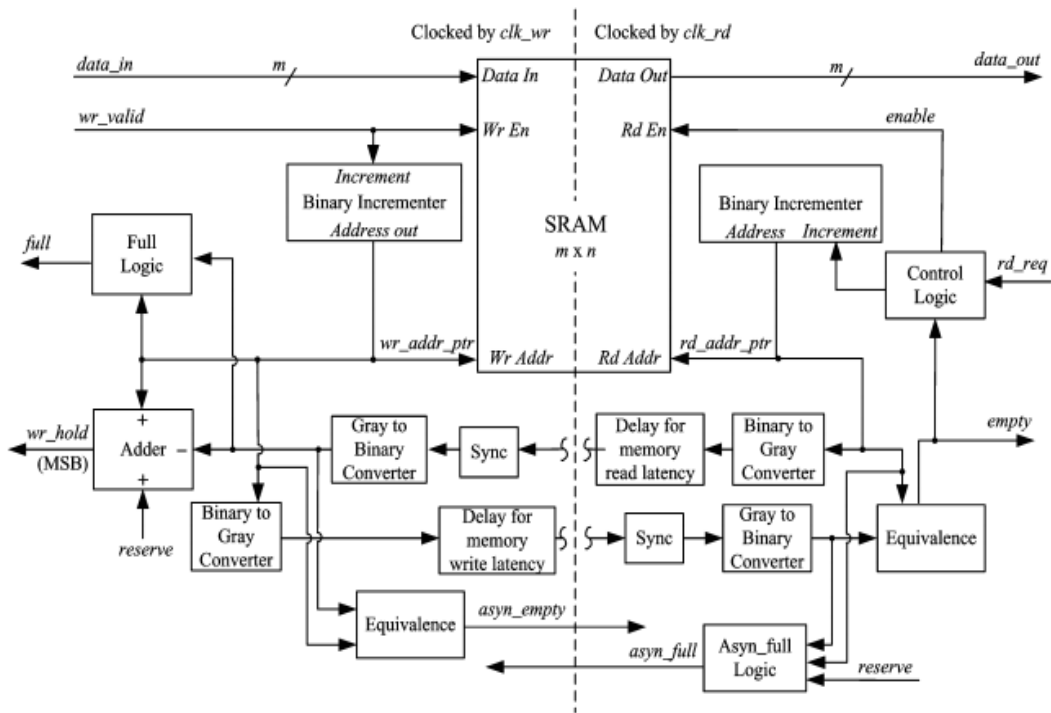 Clocked by clk_wr
Clocked by clk_rd
data_in
m
Data In
Data Out
m
data_out
wr_valid
Wr En
Rd En
enable
Increment
Binary Incrementer
Address out
Binary Incrementer
Address Increment
SRAM
m x n
full
Full
Logic
Control
Logic
rd_req
wr_addr_ptr
Wr Addr
Rd Addr
rd_addr_ptr
wr_hold
(MSB)
+
Adder
–
+
reserve
Gray to
Binary
Converter
Sync
Delay for
memory
read latency
Binary to
Gray
Converter
empty
Binary to
Gray
Converter
Delay for
memory
write latency
Sync
Gray to
Binary
Converter
Equivalence
Equivalence
asyn_empty
asyn_full
Asyn_full
Logic
reserve